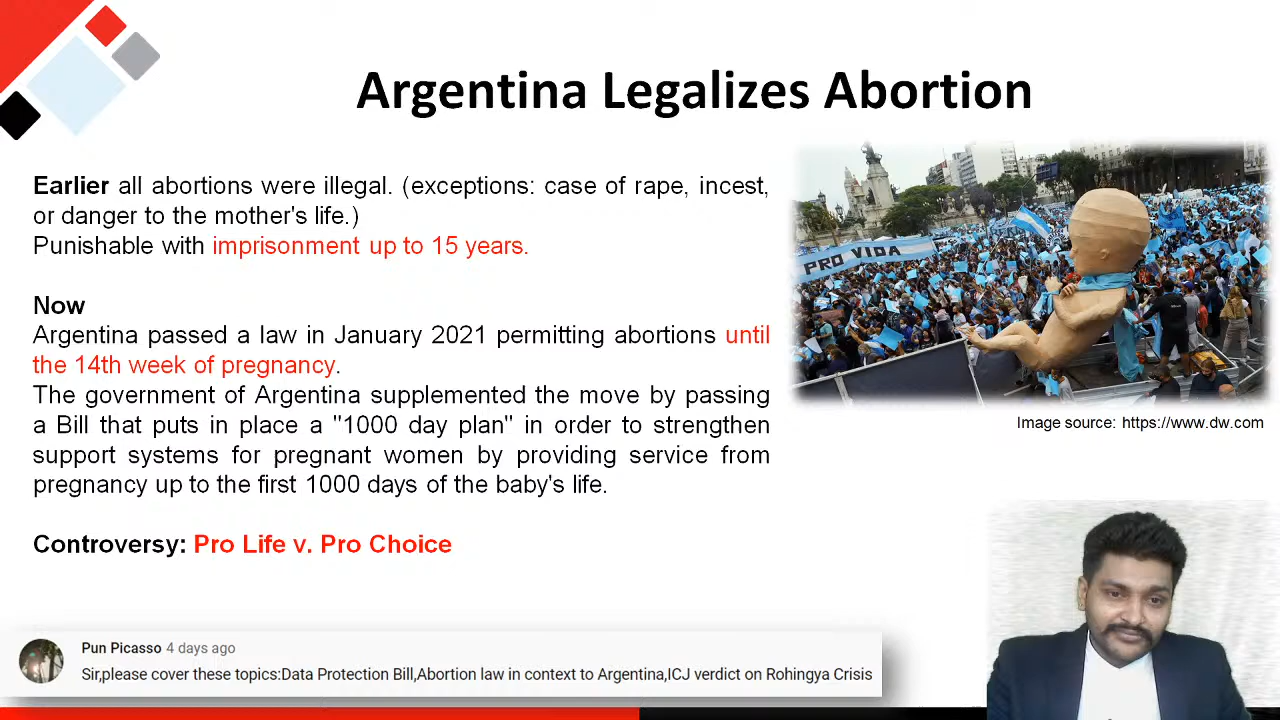 Argentina Legalizes Abortion
Earlier all abortions were illegal. (exceptions: case of rape, incest,
or danger to the mother's life.)
Punishable with imprisonment up to 15 years.
Now
Argentina passed a law in January 2021 permitting abortions until
the 14th week of pregnancy.
The government of Argentina supplemented the move by passing
a Bill that puts in place a "1000 day plan" in order to strengthen
support systems for pregnant women by providing service from
pregnancy up to the first 1000 days of the baby's life.
Controversy: Pro Life v. Pro Choice
PRO VIDA
Image source: https://www.dw.com
Pun Picasso 4 days ago
Sir,please cover these topics:Data Protection Bill,Abortion law in context to Argentina,ICJ verdict on Rohingya Crisis